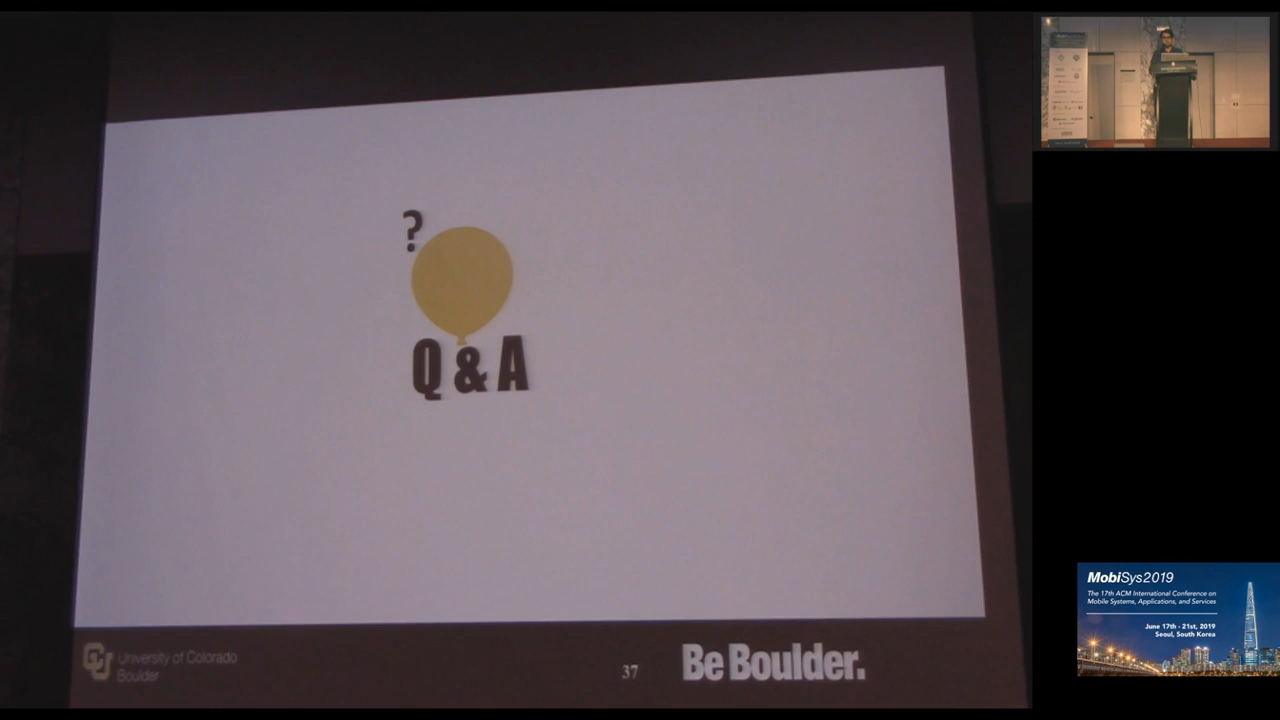 ?
Q & A
University of Colorado
Boulder
37
Be Boulder.
MobiSys2019
The 17th ACM International Conference on
Mobile Systems, Applications, and Services
June 17th - 21st, 2019
Seoul, South Korea